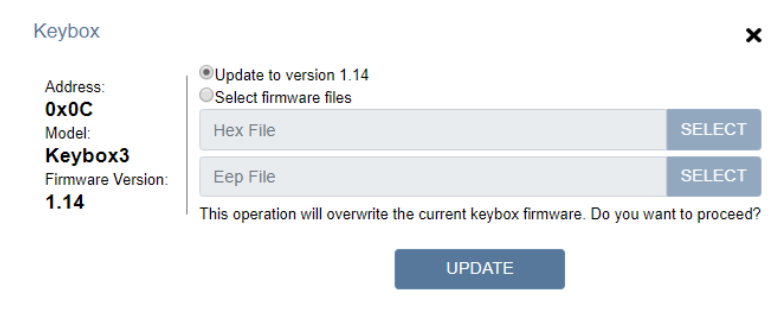 Keybox
Address:
0x0C
Model:
Keybox3
Firmware Version:
1.14
Update to version 1.14
Select firmware files
Hex File SELECT
Eep File SELECT
This operation will overwrite the current keybox firmware. Do you want to proceed?
UPDATE